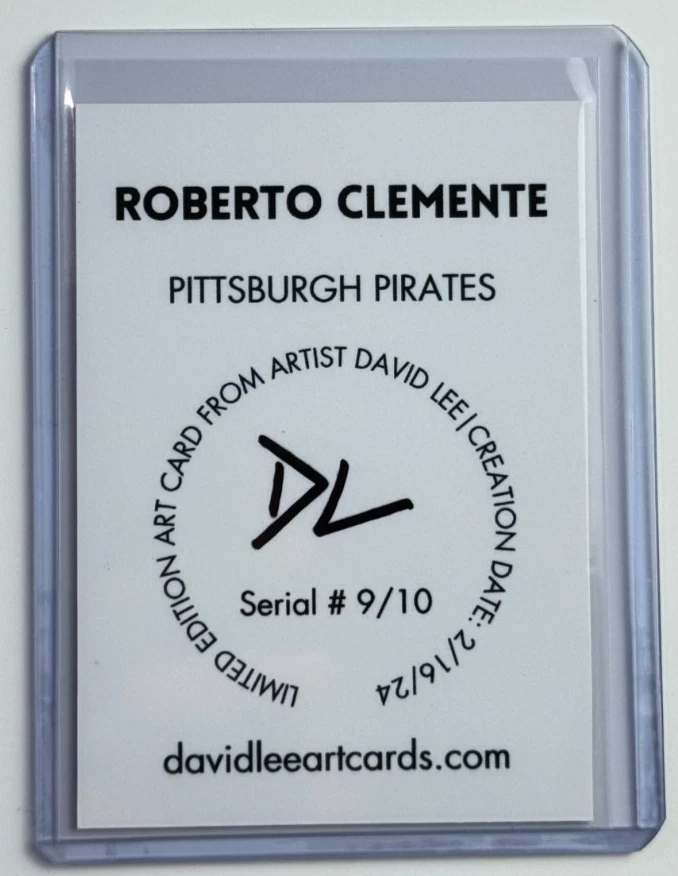 ROBERTO CLEMENTE
PITTSBURGH PIRATES
LIMITED EDITION ART CARD FROM ARTIST DAVID LEE | CREATION DATE: 2/16/24
DL
Serial # 9/10
davidleeartcards.com